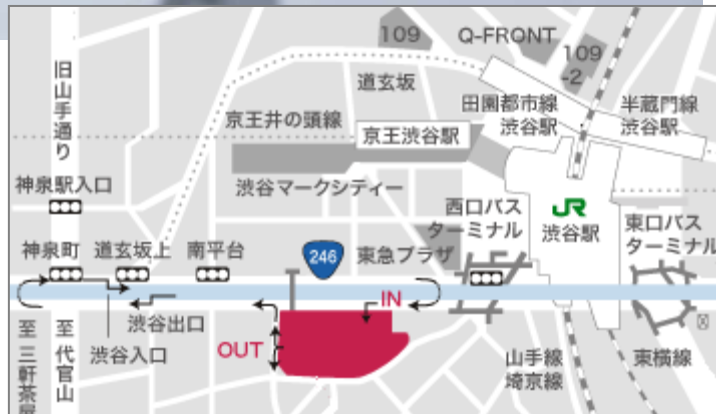 109
Q-FRONT
109
-2
道玄坂
旧山手通り
田園都市線
渋谷駅
半蔵門線
渋谷駅
京王井の頭線
京王渋谷駅
神泉駅入口
渋谷マークシティー
西口バス
ターミナル
JR
渋谷駅
東口バス
ターミナル
神泉町
道玄坂上
南平台
246
東急プラザ
IN
渋谷出口
OUT
渋谷入口
至 三軒茶屋
至 代官山
山手線
埼京線
東横線